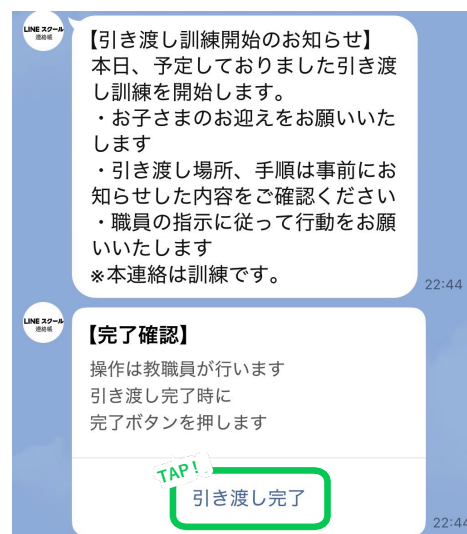 LINE スクール
連絡帳
【引き渡し訓練開始のお知らせ】
本日、予定しておりました引き渡
し訓練を開始します。
・お子さまのお迎えをお願いいた
します
・引き渡し場所、手順は事前にお
知らせした内容をご確認ください
・職員の指示に従って行動をお願
いいたします
※本連絡は訓練です。
22:44
LINE スクール
連絡帳
【完了確認】
操作は教職員が行います
引き渡し完了時に
完了ボタンを押します
TAP!
引き渡し完了
22:44